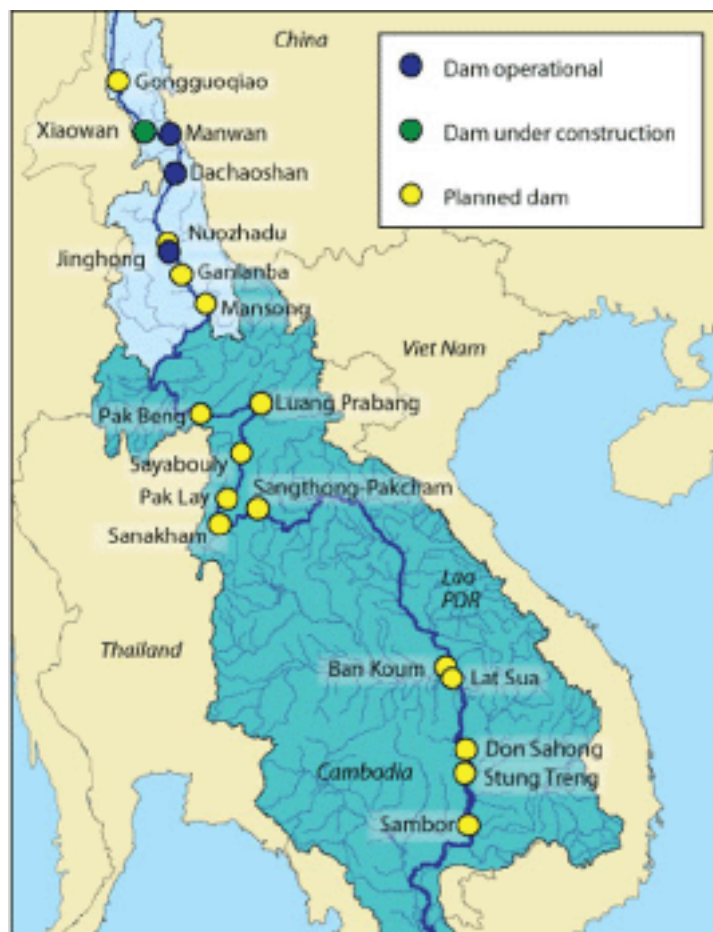 China
Dam operational
Dam under construction
Planned dam
Gongguoqiao
Xiaowan
Manwan
Dachaoshan
Nuozhadu
Jinghong
Ganlanba
Mansong
Viet Nam
Luang Prabang
Pak Beng
Sayabouly
Sangthong-Pakcham
Pak Lay
Sanakham
Lao
PDR
Thailand
Ban Koum
Lat Sua
Don Sahong
Cambodia
Stung Treng
Sambor